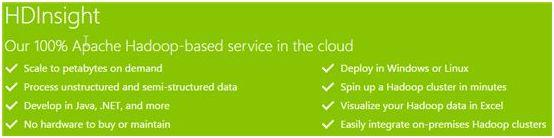 HDInsight
Our 100% Apache Hadoop-based service in the cloud
Scale to petabytes on demand
Process unstructured and semi-structured data
Develop in Java, .NET, and more
No hardware to buy or maintain
Deploy in Windows or Linux
Spin up a Hadoop cluster in minutes
Visualize your Hadoop data in Excel
Easily integrate on-premises Hadoop clusters